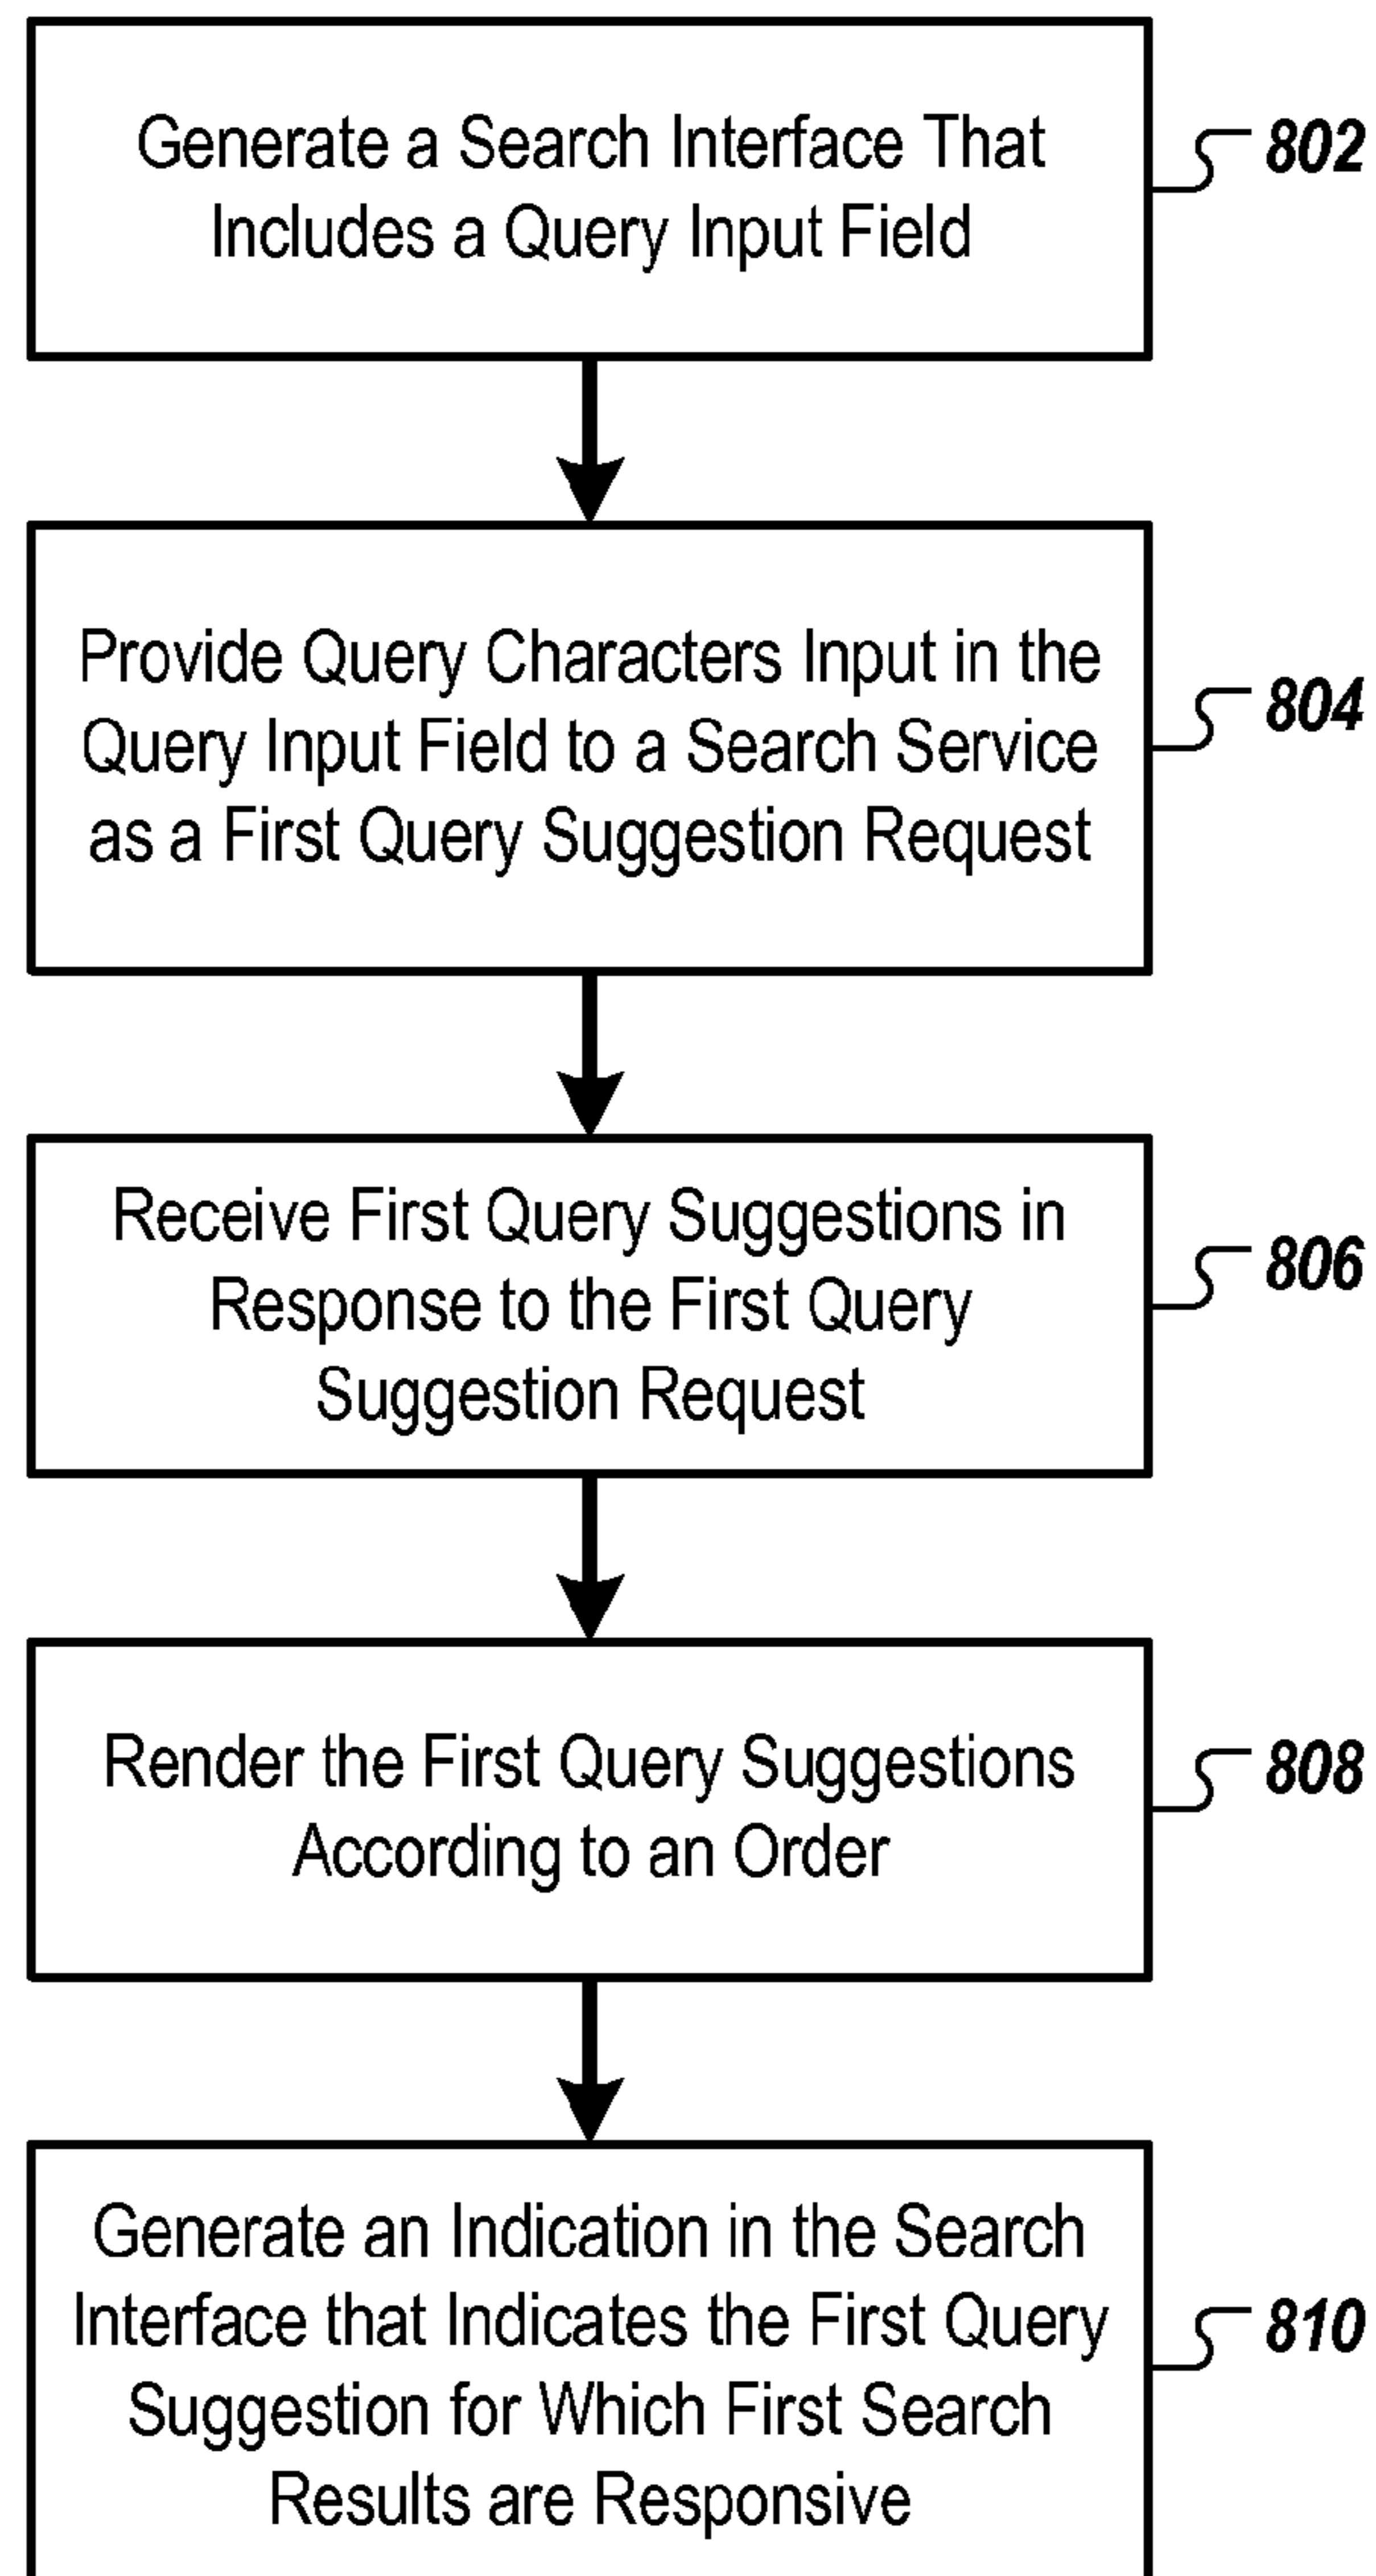 Generate a Search Interface That
Includes a Query Input Field
802
Provide Query Characters Input in the
Query Input Field to a Search Service
as a First Query Suggestion Request
804
Receive First Query Suggestions in
Response to the First Query
Suggestion Request
806
Render the First Query Suggestions
According to an Order
808
Generate an Indication in the Search
Interface that Indicates the First Query
Suggestion for Which First Search
Results are Responsive
810